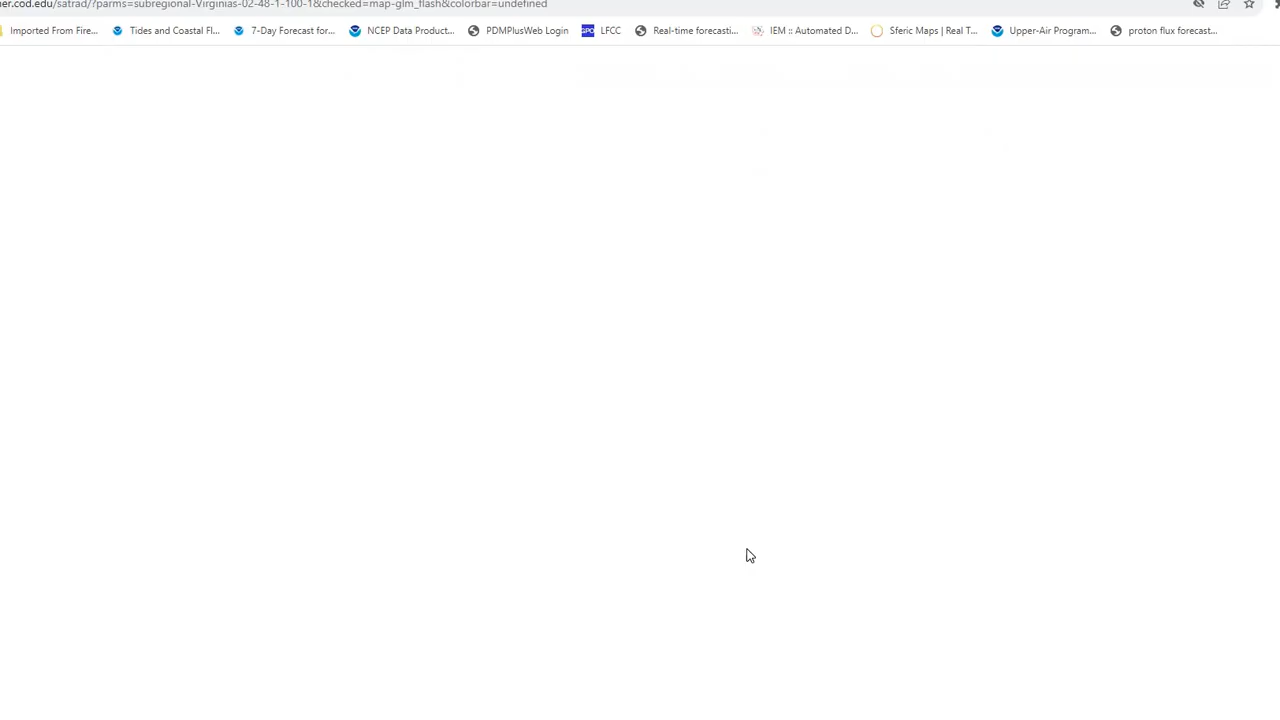 her.cod.edu/satrad/?parms=subregional-Virginias-02-48-1-100-1&checked=map-glm_flash&colorbar=undefined
Imported From Fire... Tides and Coastal Fl... 7-Day Forecast for... NCEP Data Product... PDMPlusWeb Login GPO LFCC Real-time forecasti... IEM :: Automated D... Sferic Maps | Real T... Upper-Air Program... proton flux forecast...